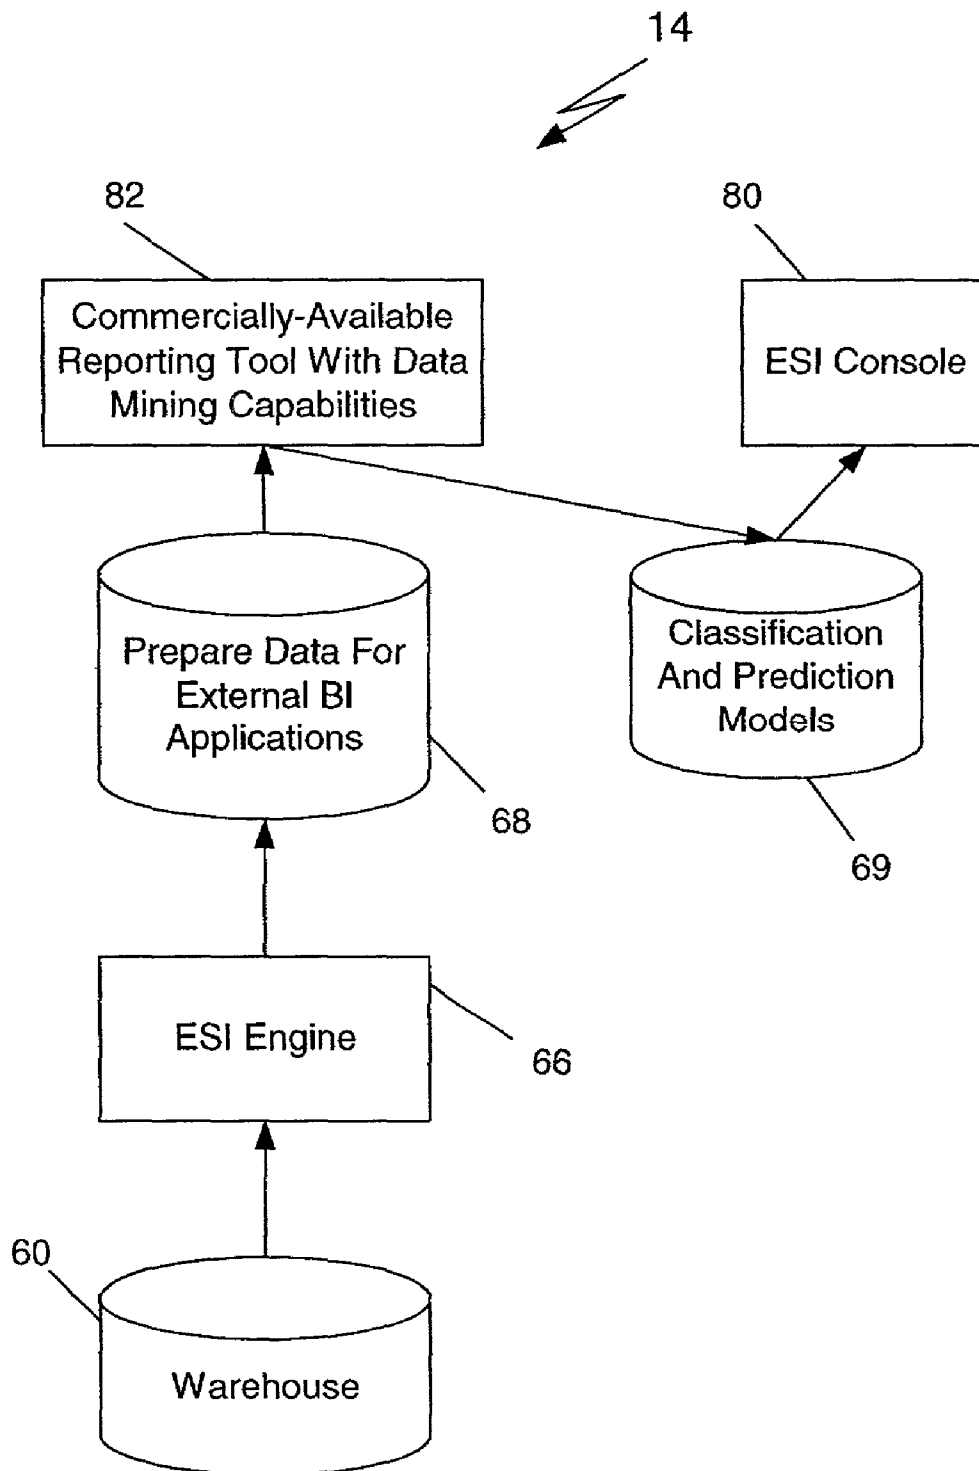 14
82
80
Commercially-Available
Reporting Tool With Data
Mining Capabilities
ESI Console
Prepare Data For
External BI
Applications
Classification
And Prediction
Models
68
69
ESI Engine
66
60
Warehouse